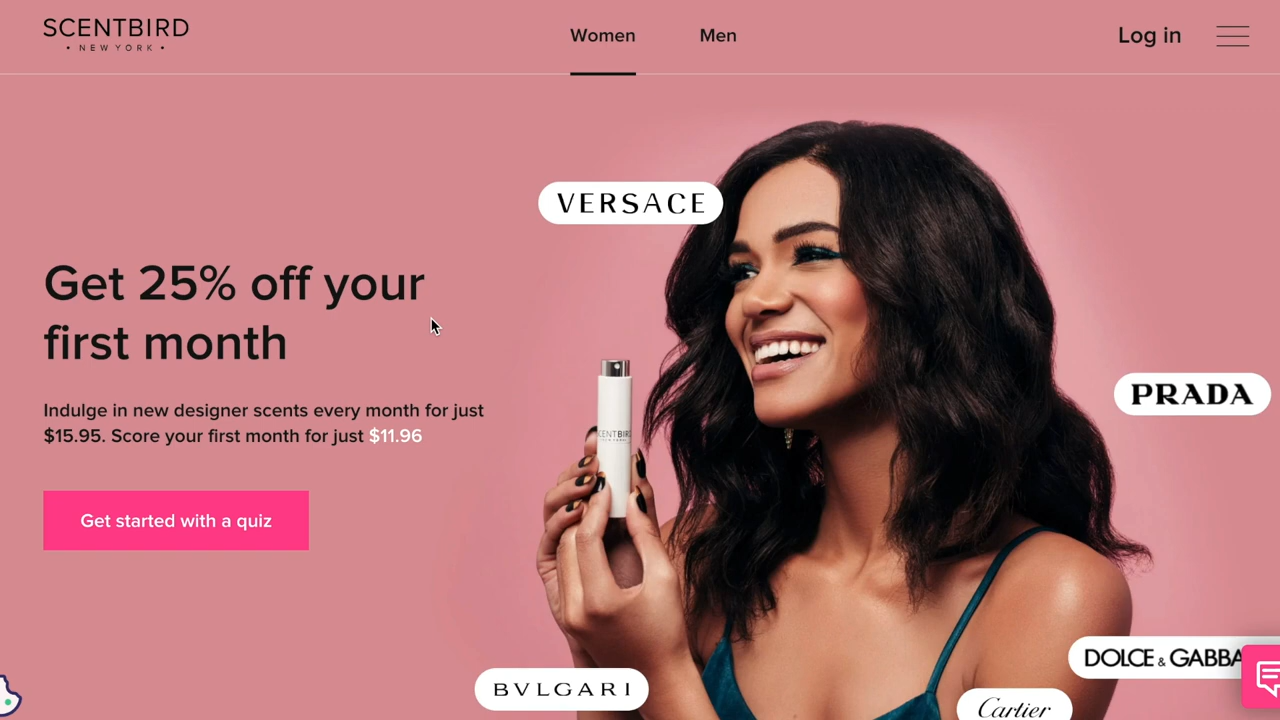 SCENTBIRD
• NEW YORK •
Women
Men
Log in
VERSACE
Get 25% off your
first month
PRADA
Indulge in new designer scents every month for just
$15.95. Score your first month for just $11.96
Get started with a quiz
DOLCE & GABBA
BVLGARI
Cartier